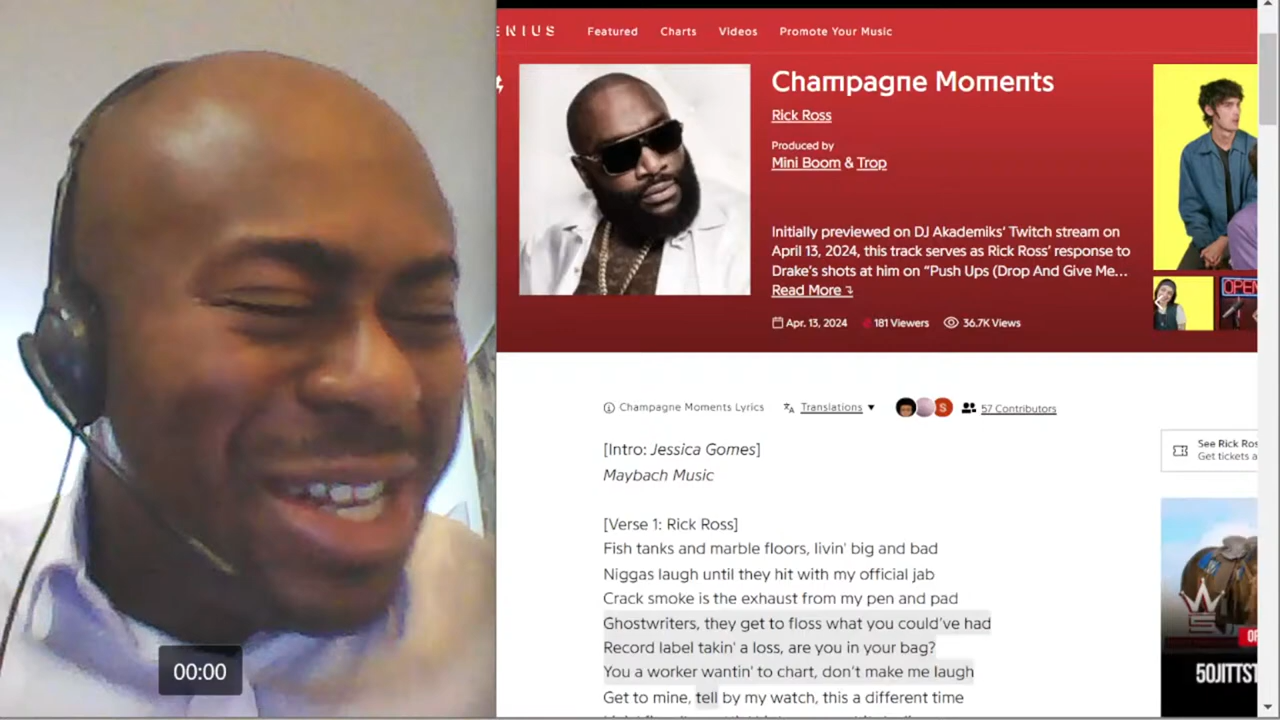 ENIUS
Featured
Charts
Videos
Promote Your Music
Champagne Moments
Rick Ross
Produced by
Mini Boom & Trop
Initially previewed on DJ Akademiks' Twitch stream on
April 13, 2024, this track serves as Rick Ross' response to
Drake's shots at him on "Push Ups (Drop And Give Me...
Read More
Apr. 13, 2024
181 Viewers
36.7K Views
OPEN
Champagne Moments Lyrics
Translations
S
57 Contributors
[Intro: Jessica Gomes]
Maybach Music
See Rick Ros
Get tickets a
[Verse 1: Rick Ross]
Fish tanks and marble floors, livin' big and bad
Niggas laugh until they hit with my official jab
Crack smoke is the exhaust from my pen and pad
Ghostwriters, they get to floss what you could've had
Record label takin' a loss, are you in your bag?
You a worker wantin' to chart, don't make me laugh
Get to mine, tell by my watch, this a different time
50JITTST
00:00